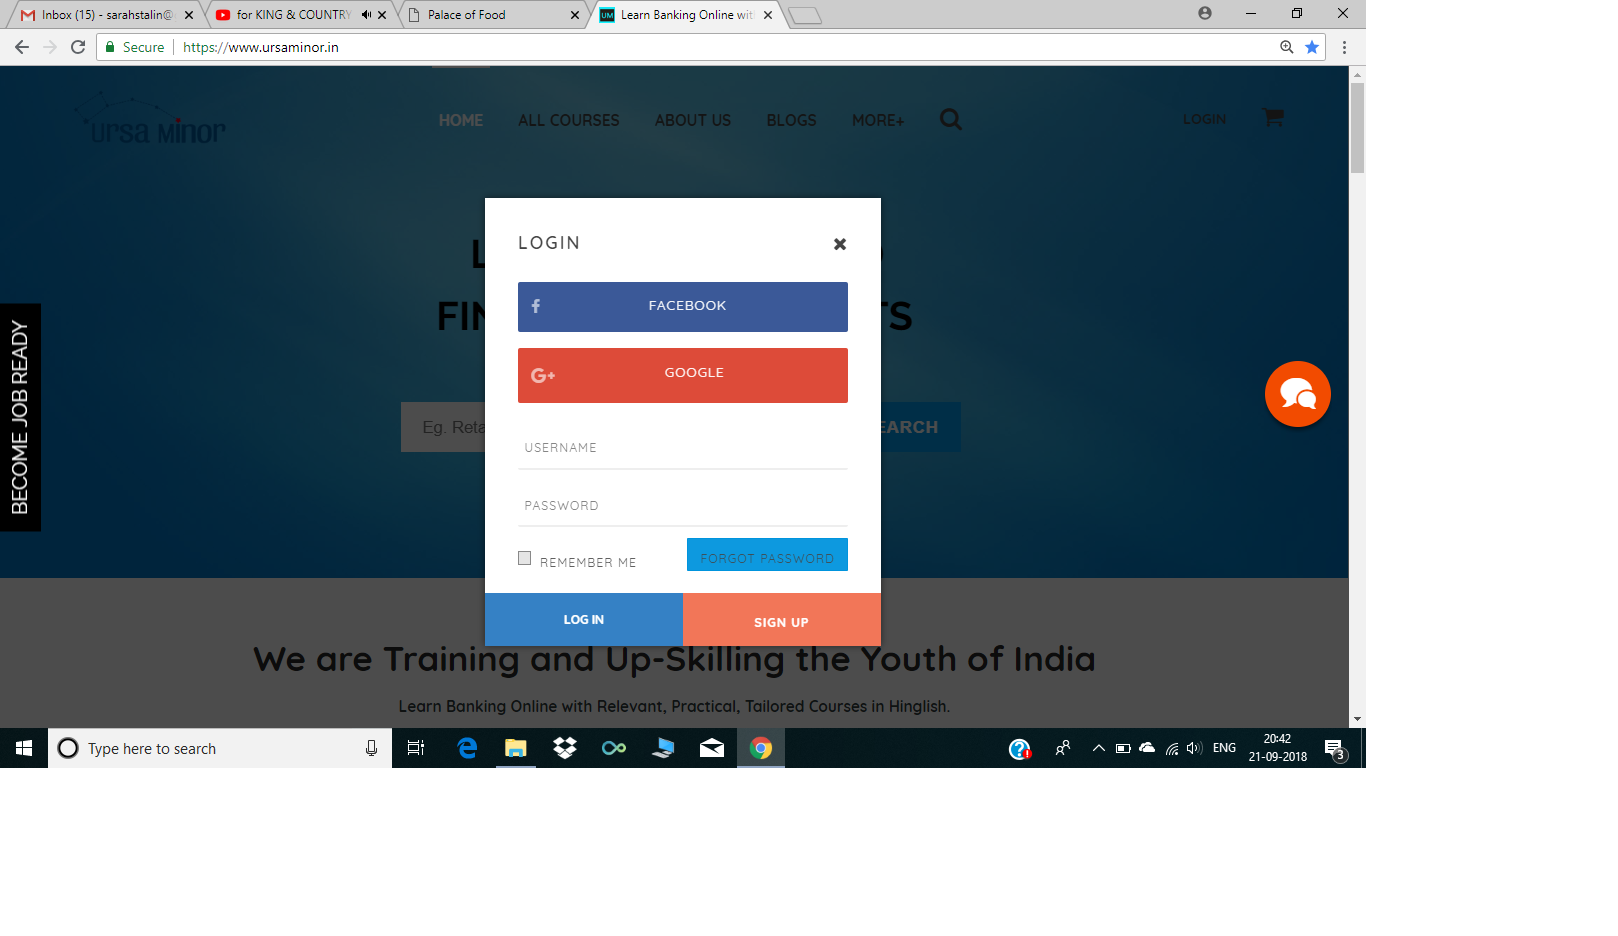 Inbox (15) - sarahstalin@
for KING & COUNTRY
Palace of Food
UM Learn Banking Online wit
Secure https://www.ursaminor.in
ursa minor
HOME ALL COURSES ABOUT US BLOGS MORE+ LOGIN
LOGIN
FACEBOOK
G+ GOOGLE
Eg. Reta
EARCH
USERNAME
PASSWORD
REMEMBER ME FORGOT PASSWORD
LOG IN SIGN UP
BECOME JOB READY
We are Training and Up-Skilling the Youth of India
Learn Banking Online with Relevant, Practical, Tailored Courses in Hinglish.
Type here to search
ENG
20:42
21-09-2018
3